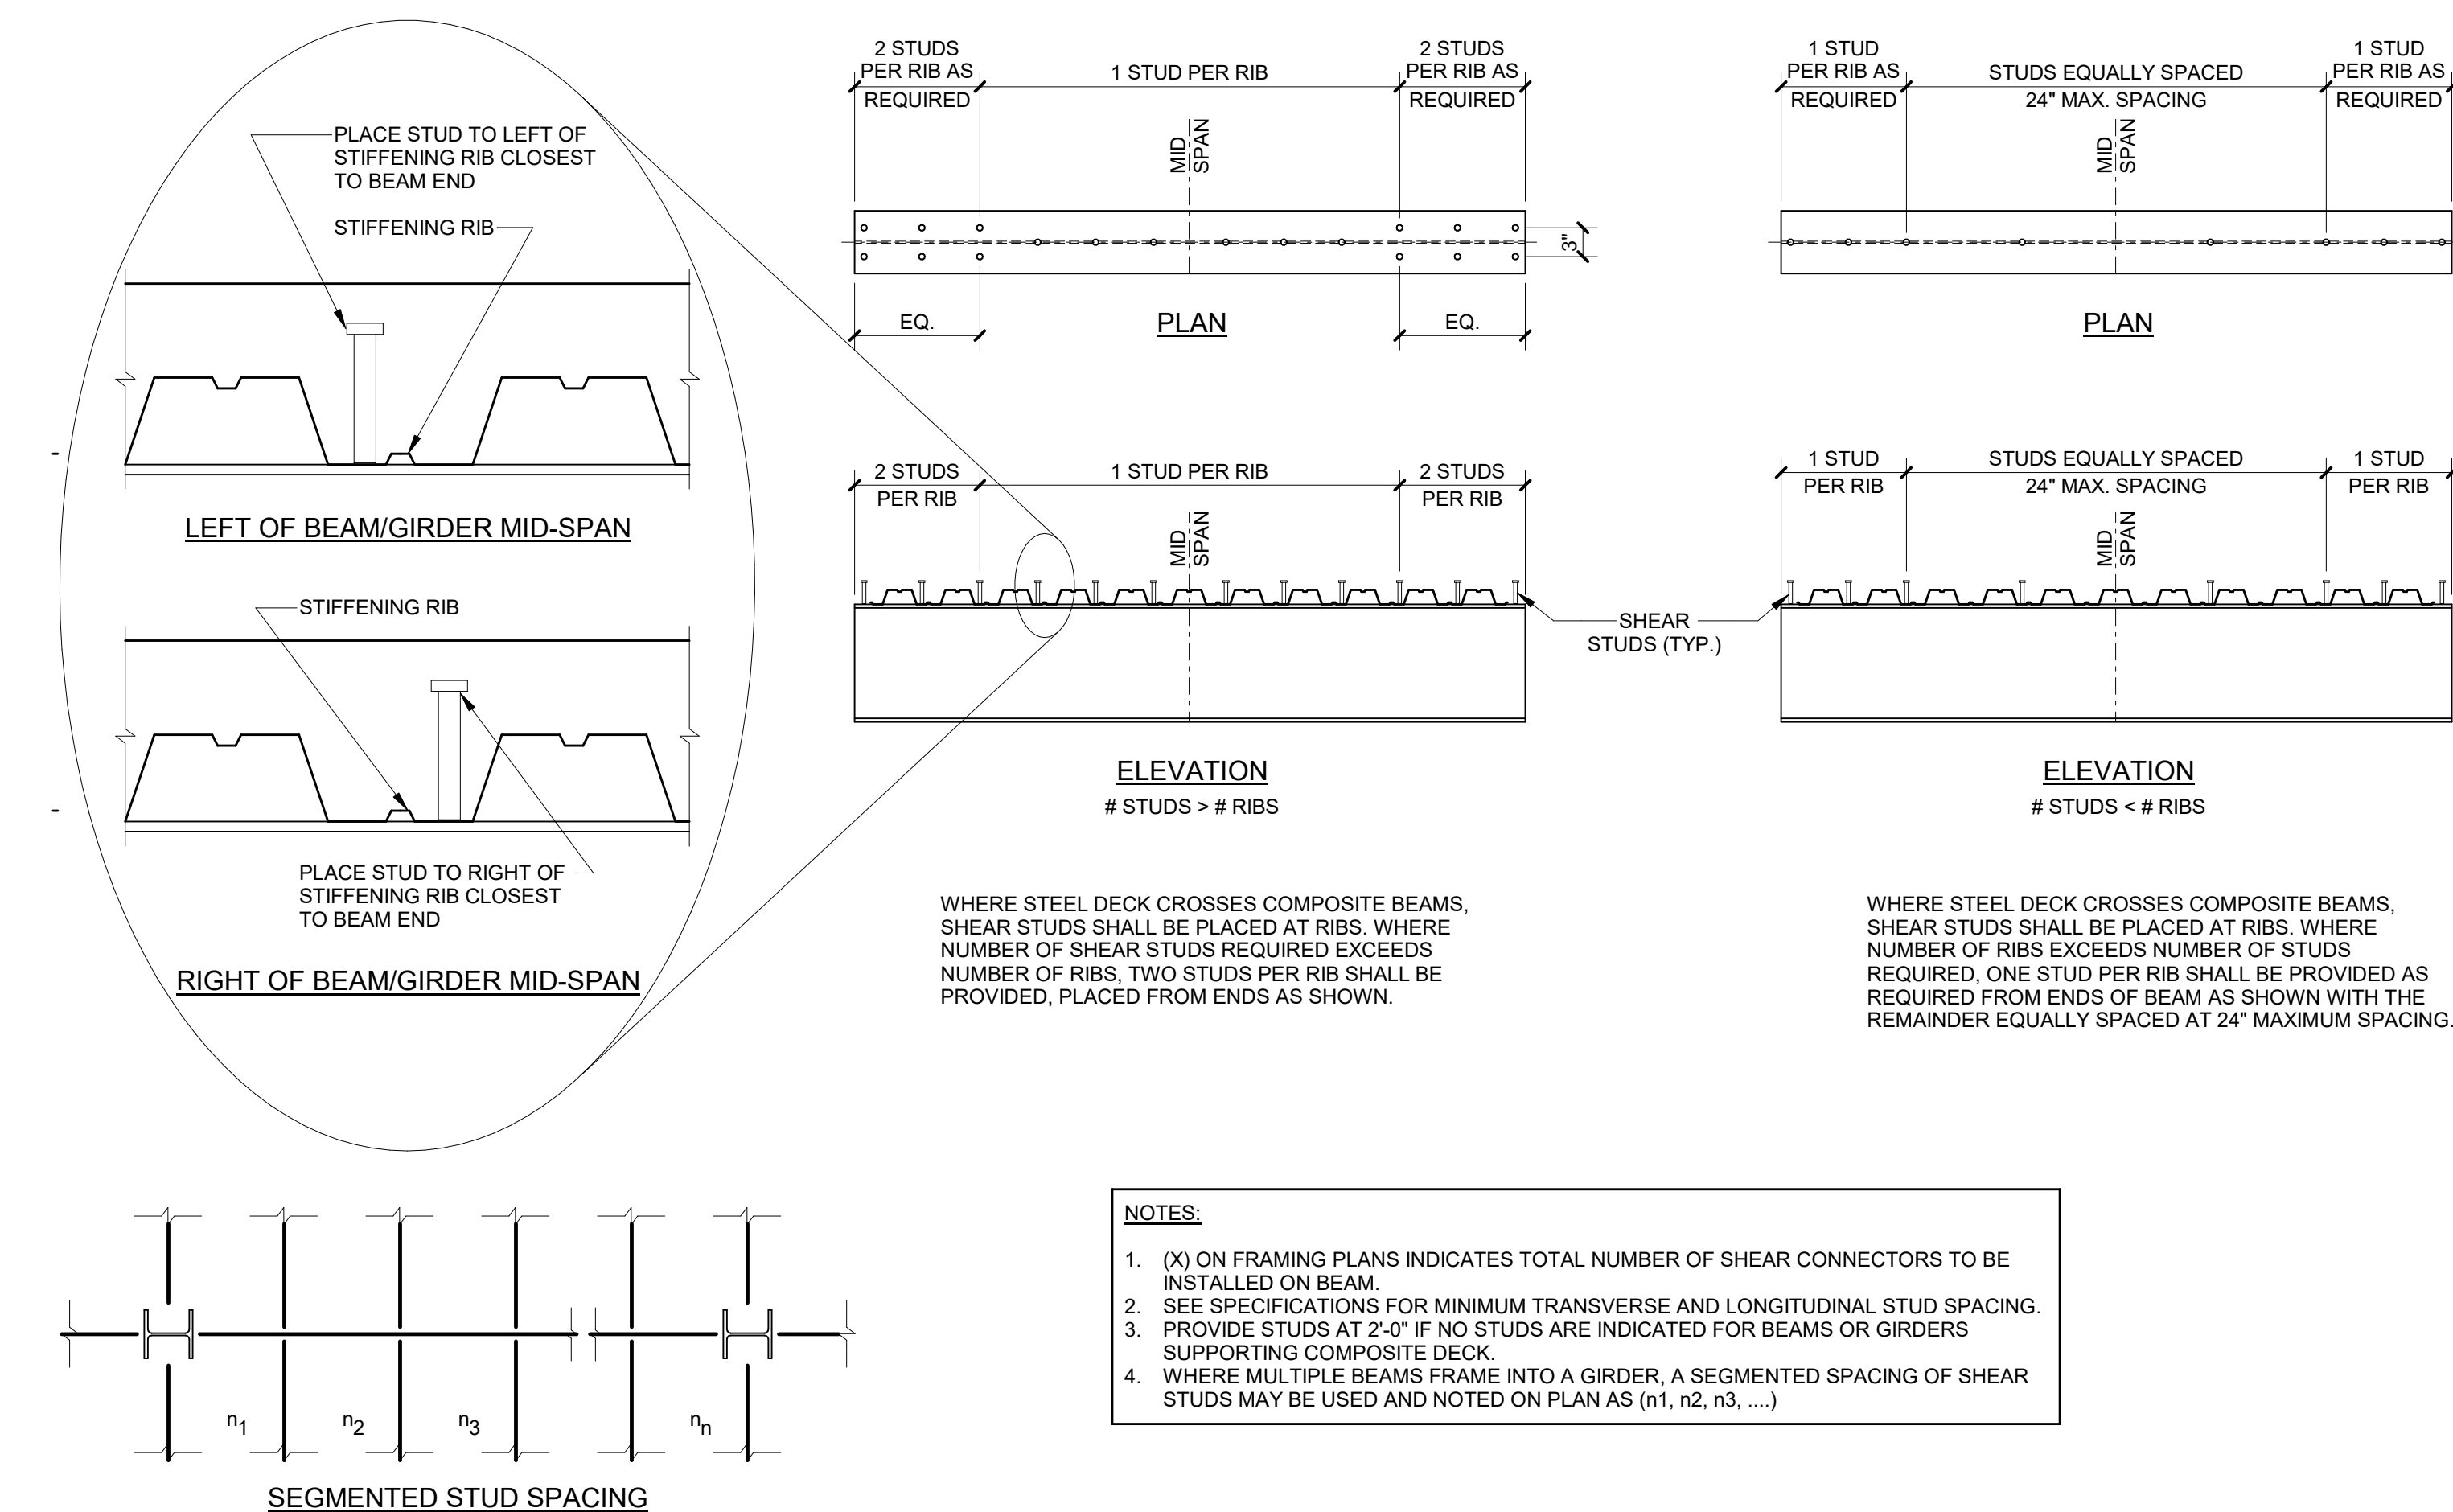 PLACE STUD TO LEFT OF
STIFFENING RIB CLOSEST
TO BEAM END
STIFFENING RIB
LEFT OF BEAM/GIRDER MID-SPAN
STIFFENING RIB
PLACE STUD TO RIGHT OF
STIFFENING RIB CLOSEST
TO BEAM END
RIGHT OF BEAM/GIRDER MID-SPAN
2 STUDS
PER RIB AS
REQUIRED
1 STUD PER RIB
2 STUDS
PER RIB AS
REQUIRED
MID
SPAN
3"
EQ.
PLAN
EQ.
1 STUD
PER RIB AS
REQUIRED
STUDS EQUALLY SPACED
24" MAX. SPACING
1 STUD
PER RIB AS
REQUIRED
MID
SPAN
PLAN
2 STUDS
PER RIB
1 STUD PER RIB
2 STUDS
PER RIB
MID
SPAN
SHEAR
STUDS (TYP.)
ELEVATION
# STUDS > # RIBS
1 STUD
PER RIB
STUDS EQUALLY SPACED
24" MAX. SPACING
1 STUD
PER RIB
MID
SPAN
ELEVATION
# STUDS < # RIBS
WHERE STEEL DECK CROSSES COMPOSITE BEAMS,
SHEAR STUDS SHALL BE PLACED AT RIBS. WHERE
NUMBER OF SHEAR STUDS REQUIRED EXCEEDS
NUMBER OF RIBS, TWO STUDS PER RIB SHALL BE
PROVIDED, PLACED FROM ENDS AS SHOWN.
WHERE STEEL DECK CROSSES COMPOSITE BEAMS,
SHEAR STUDS SHALL BE PLACED AT RIBS. WHERE
NUMBER OF RIBS EXCEEDS NUMBER OF STUDS
REQUIRED, ONE STUD PER RIB SHALL BE PROVIDED AS
REQUIRED FROM ENDS OF BEAM AS SHOWN WITH THE
REMAINDER EQUALLY SPACED AT 24" MAXIMUM SPACING.
n1
n2
n3
nn
SEGMENTED STUD SPACING
NOTES:
1. (X) ON FRAMING PLANS INDICATES TOTAL NUMBER OF SHEAR CONNECTORS TO BE
INSTALLED ON BEAM.
2. SEE SPECIFICATIONS FOR MINIMUM TRANSVERSE AND LONGITUDINAL STUD SPACING.
3. PROVIDE STUDS AT 2'-0" IF NO STUDS ARE INDICATED FOR BEAMS OR GIRDERS
SUPPORTING COMPOSITE DECK.
4. WHERE MULTIPLE BEAMS FRAME INTO A GIRDER, A SEGMENTED SPACING OF SHEAR
STUDS MAY BE USED AND NOTED ON PLAN AS (n1, n2, n3, ....)